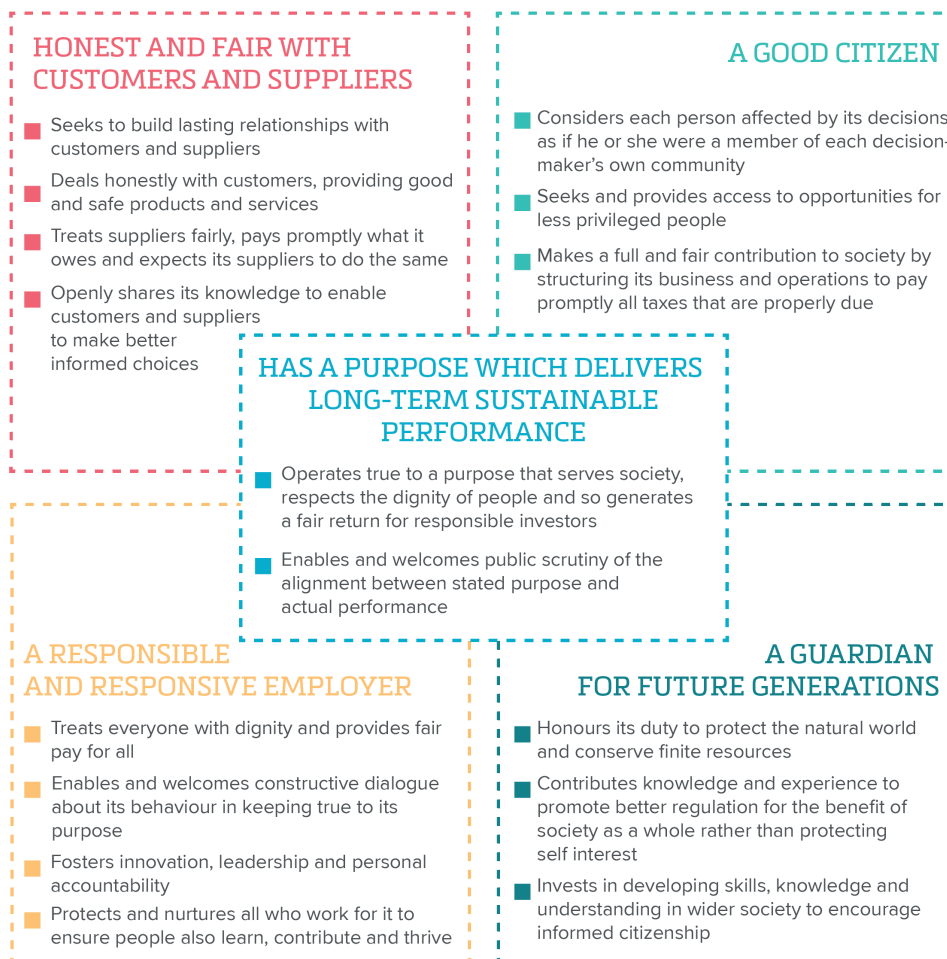 HONEST AND FAIR WITH
CUSTOMERS AND SUPPLIERS
Seeks to build lasting relationships with
customers and suppliers
Deals honestly with customers, providing good
and safe products and services
Treats suppliers fairly, pays promptly what it
owes and expects its suppliers to do the same
Openly shares its knowledge to enable
customers and suppliers
to make better
informed choices
A GOOD CITIZEN
Considers each person affected by its decisions
as if he or she were a member of each decision-
maker’s own community
Seeks and provides access to opportunities for
less privileged people
Makes a full and fair contribution to society by
structuring its business and operations to pay
promptly all taxes that are properly due
HAS A PURPOSE WHICH DELIVERS
LONG-TERM SUSTAINABLE
PERFORMANCE
Operates true to a purpose that serves society,
respects the dignity of people and so generates
a fair return for responsible investors
Enables and welcomes public scrutiny of the
alignment between stated purpose and
actual performance
A RESPONSIBLE
AND RESPONSIVE EMPLOYER
Treats everyone with dignity and provides fair
pay for all
Enables and welcomes constructive dialogue
about its behaviour in keeping true to its
purpose
Fosters innovation, leadership and personal
accountability
Protects and nurtures all who work for it to
ensure people also learn, contribute and thrive
A GUARDIAN
FOR FUTURE GENERATIONS
Honours its duty to protect the natural world
and conserve finite resources
Contributes knowledge and experience to
promote better regulation for the benefit of
society as a whole rather than protecting
self interest
Invests in developing skills, knowledge and
understanding in wider society to encourage
informed citizenship